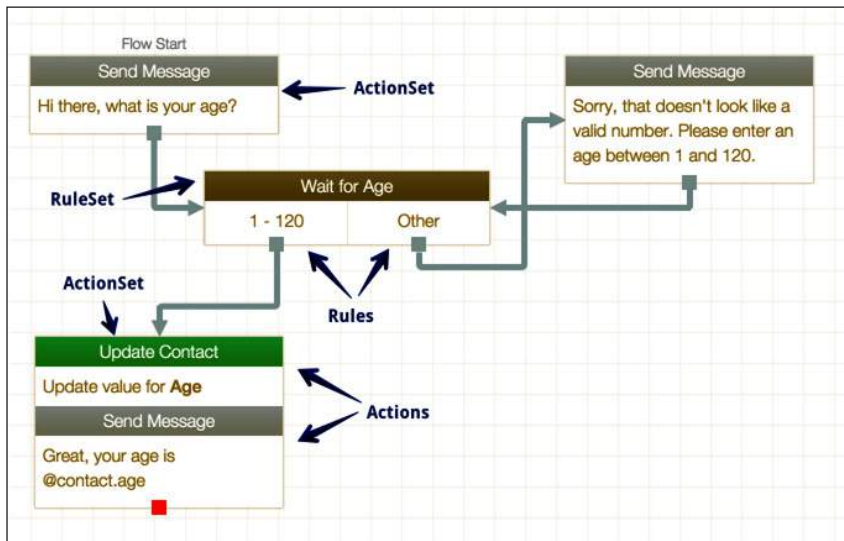 Flow Start
Send Message
Hi there, what is your age?
ActionSet
Send Message
Sorry, that doesn't look like a
valid number. Please enter an
age between 1 and 120.
RuleSet
Wait for Age
1 - 120
Other
Rules
ActionSet
Update Contact
Update value for Age
Send Message
Great, your age is
@contact.age
Actions